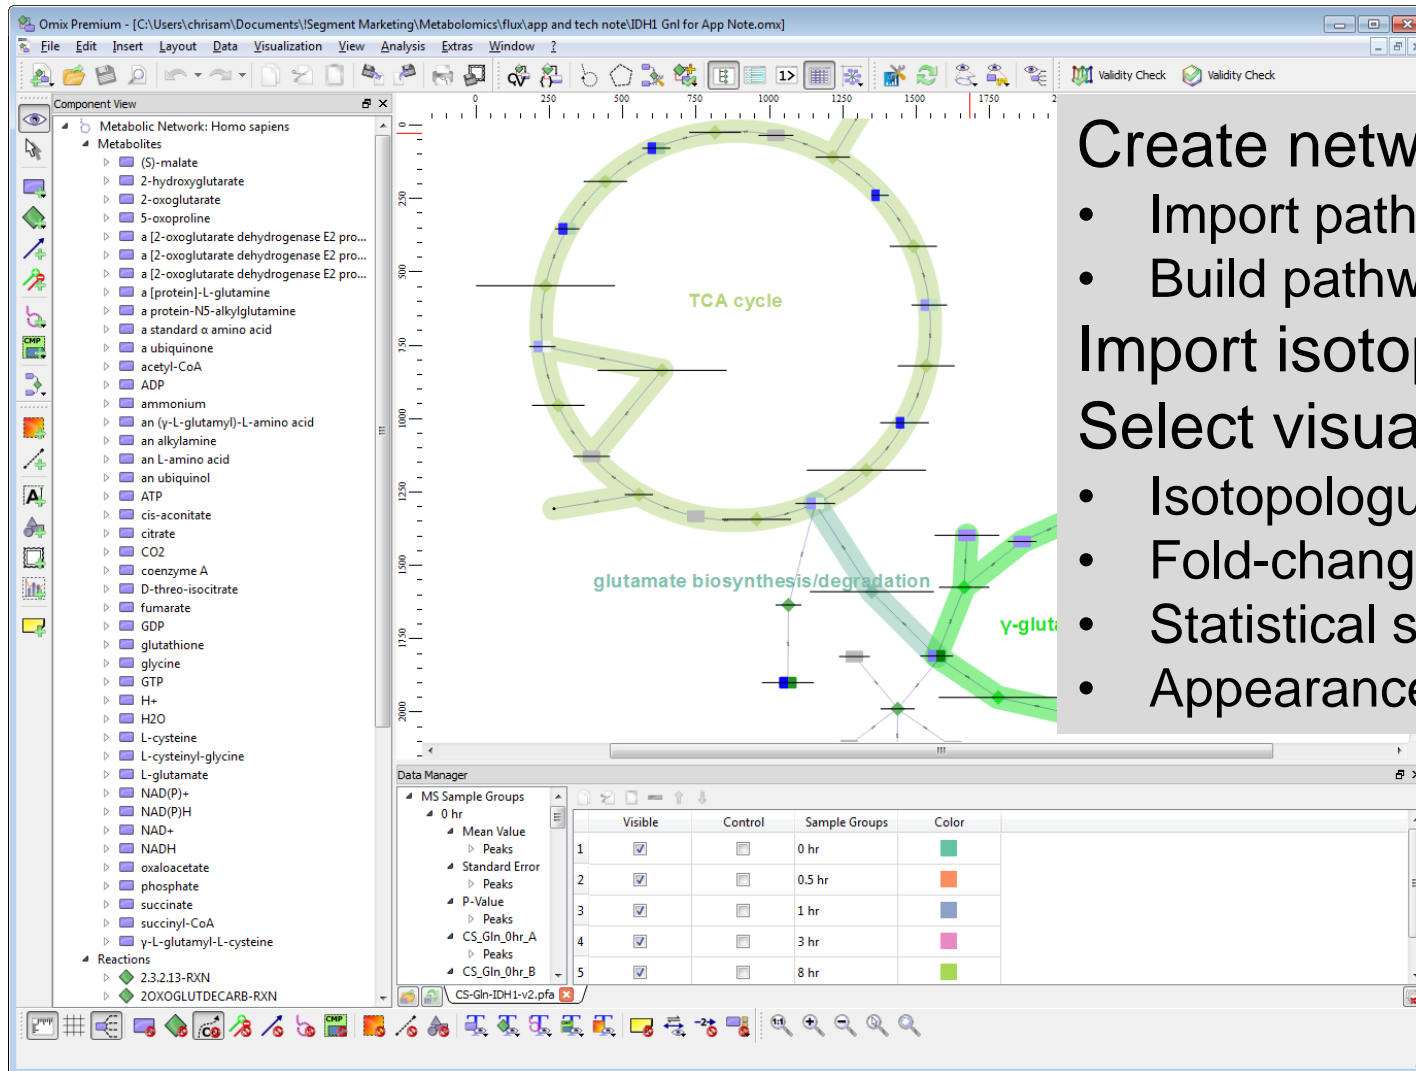 Omix Premium - [C:\Users\chrisam\Documents\!Segment Marketing\Metabolomics\flux\app and tech note\IDH1 Gnl for App Note.omx]
File Edit Insert Layout Data Visualization View Analysis Extras Window ?
Validity Check Validity Check
Component View
Metabolic Network: Homo sapiens
Metabolites
(S)-malate
2-hydroxyglutarate
2-oxoglutarate
5-oxoproline
a [2-oxoglutarate dehydrogenase E2 pro...
a [2-oxoglutarate dehydrogenase E2 pro...
a [2-oxoglutarate dehydrogenase E2 pro...
a [protein]-L-glutamine
a protein-N5-alkylglutamine
a standard α amino acid
a ubiquinone
acetyl-CoA
ADP
ammonium
an (γ-L-glutamyl)-L-amino acid
an alkylamine
an L-amino acid
an ubiquinol
ATP
cis-aconitate
citrate
CO2
coenzyme A
D-threo-isocitrate
fumarate
GDP
glutathione
glycine
GTP
H+
H2O
L-cysteine
L-cysteinyl-glycine
L-glutamate
NAD(P)+
NAD(P)H
NAD+
NADH
oxaloacetate
phosphate
succinate
succinyl-CoA
γ-L-glutamyl-L-cysteine
Reactions
2.3.2.13-RXN
2OXOGLUTDECARB-RXN
0 250 500 750 1000 1250 1500 1750 2
0
250
500
750
1000
1250
1500
1750
2000
TCA cycle
glutamate biosynthesis/degradation
γ-gluta
Create netw
• Import path
• Build pathw
Import isotop
Select visua
• Isotopologu
• Fold-chang
• Statistical s
• Appearance
Data Manager
MS Sample Groups
0 hr
Mean Value
Peaks
Standard Error
Peaks
P-Value
Peaks
CS_Gln_0hr_A
Peaks
CS_Gln_0hr_B
Visible Control Sample Groups Color
1 0 hr
2 0.5 hr
3 1 hr
4 3 hr
5 8 hr
CS-Gln-IDH1-v2.pfa
CMP
1>
A
CO
CMP
-2
1:1